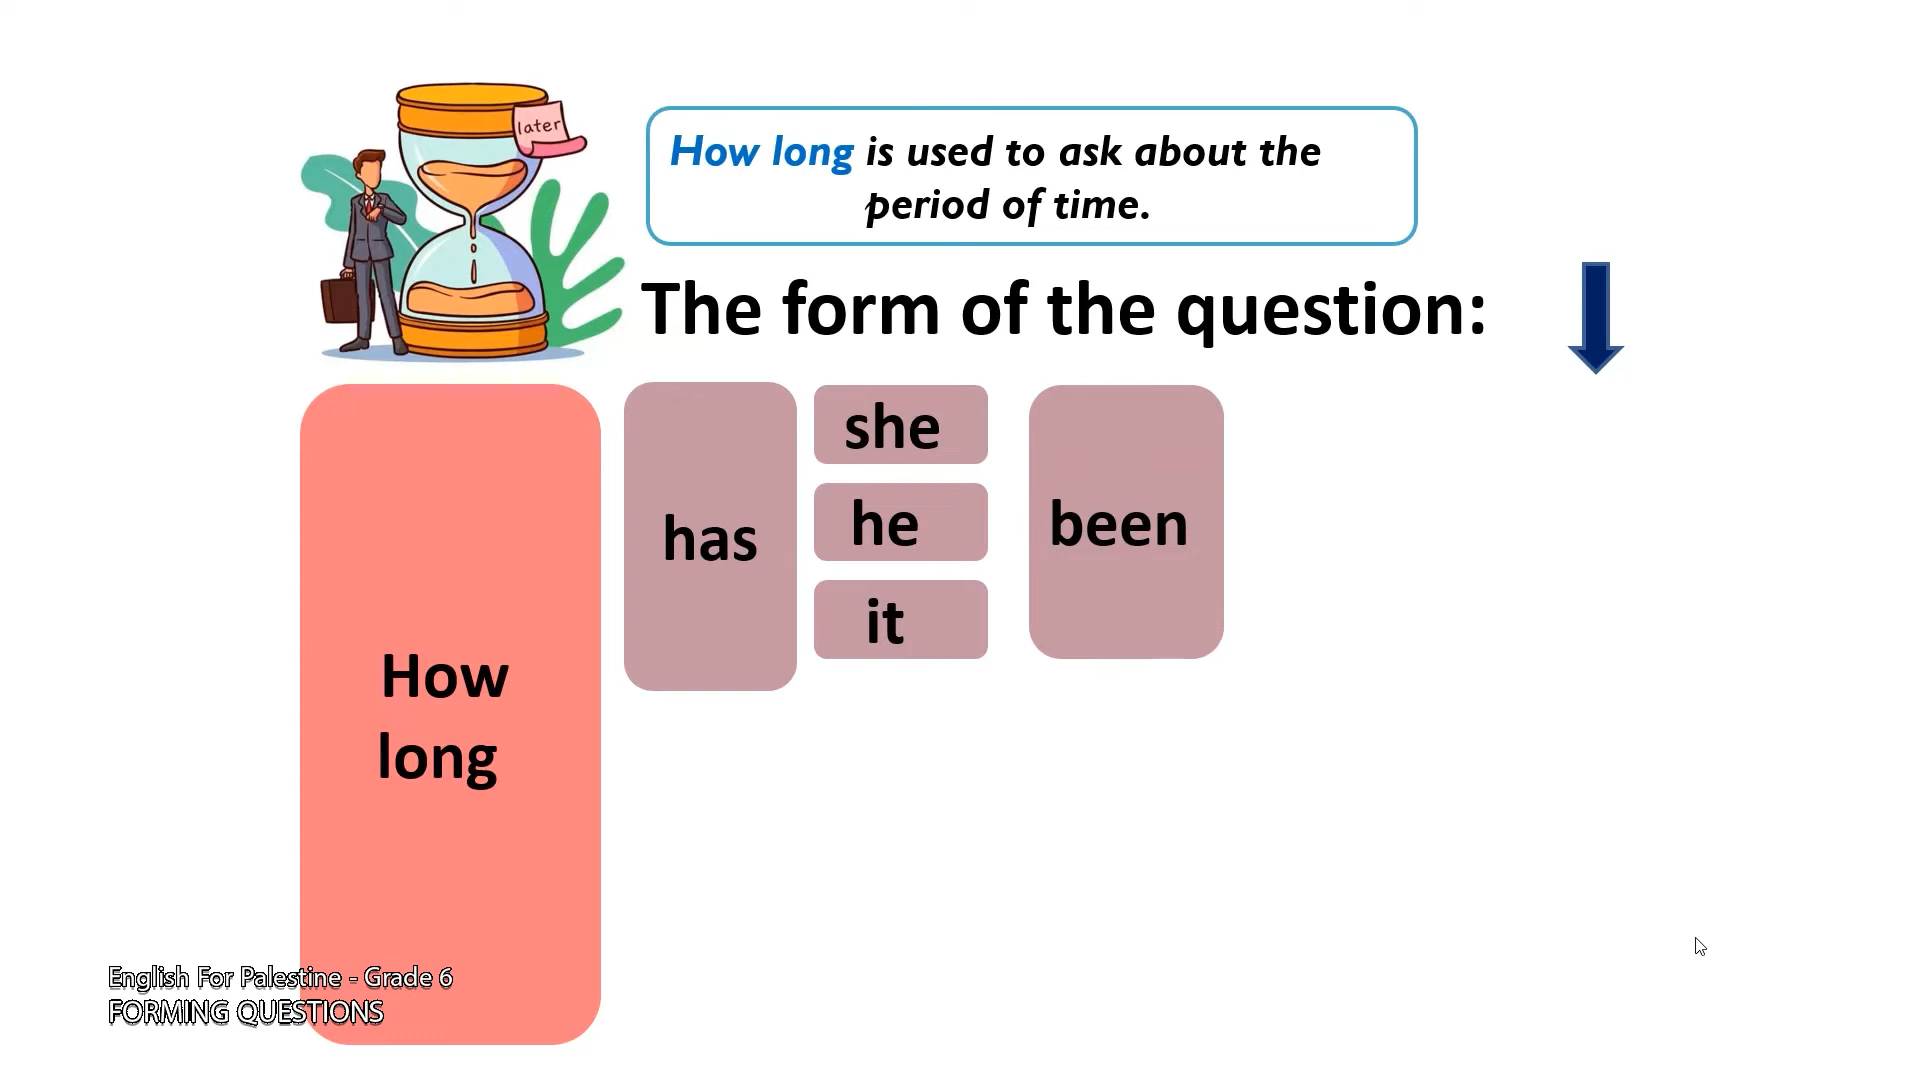 later
How long is used to ask about the
period of time.
The form of the question:
How
long
has
she
he
it
been
English For Palestine - Grade 6
FORMING QUESTIONS